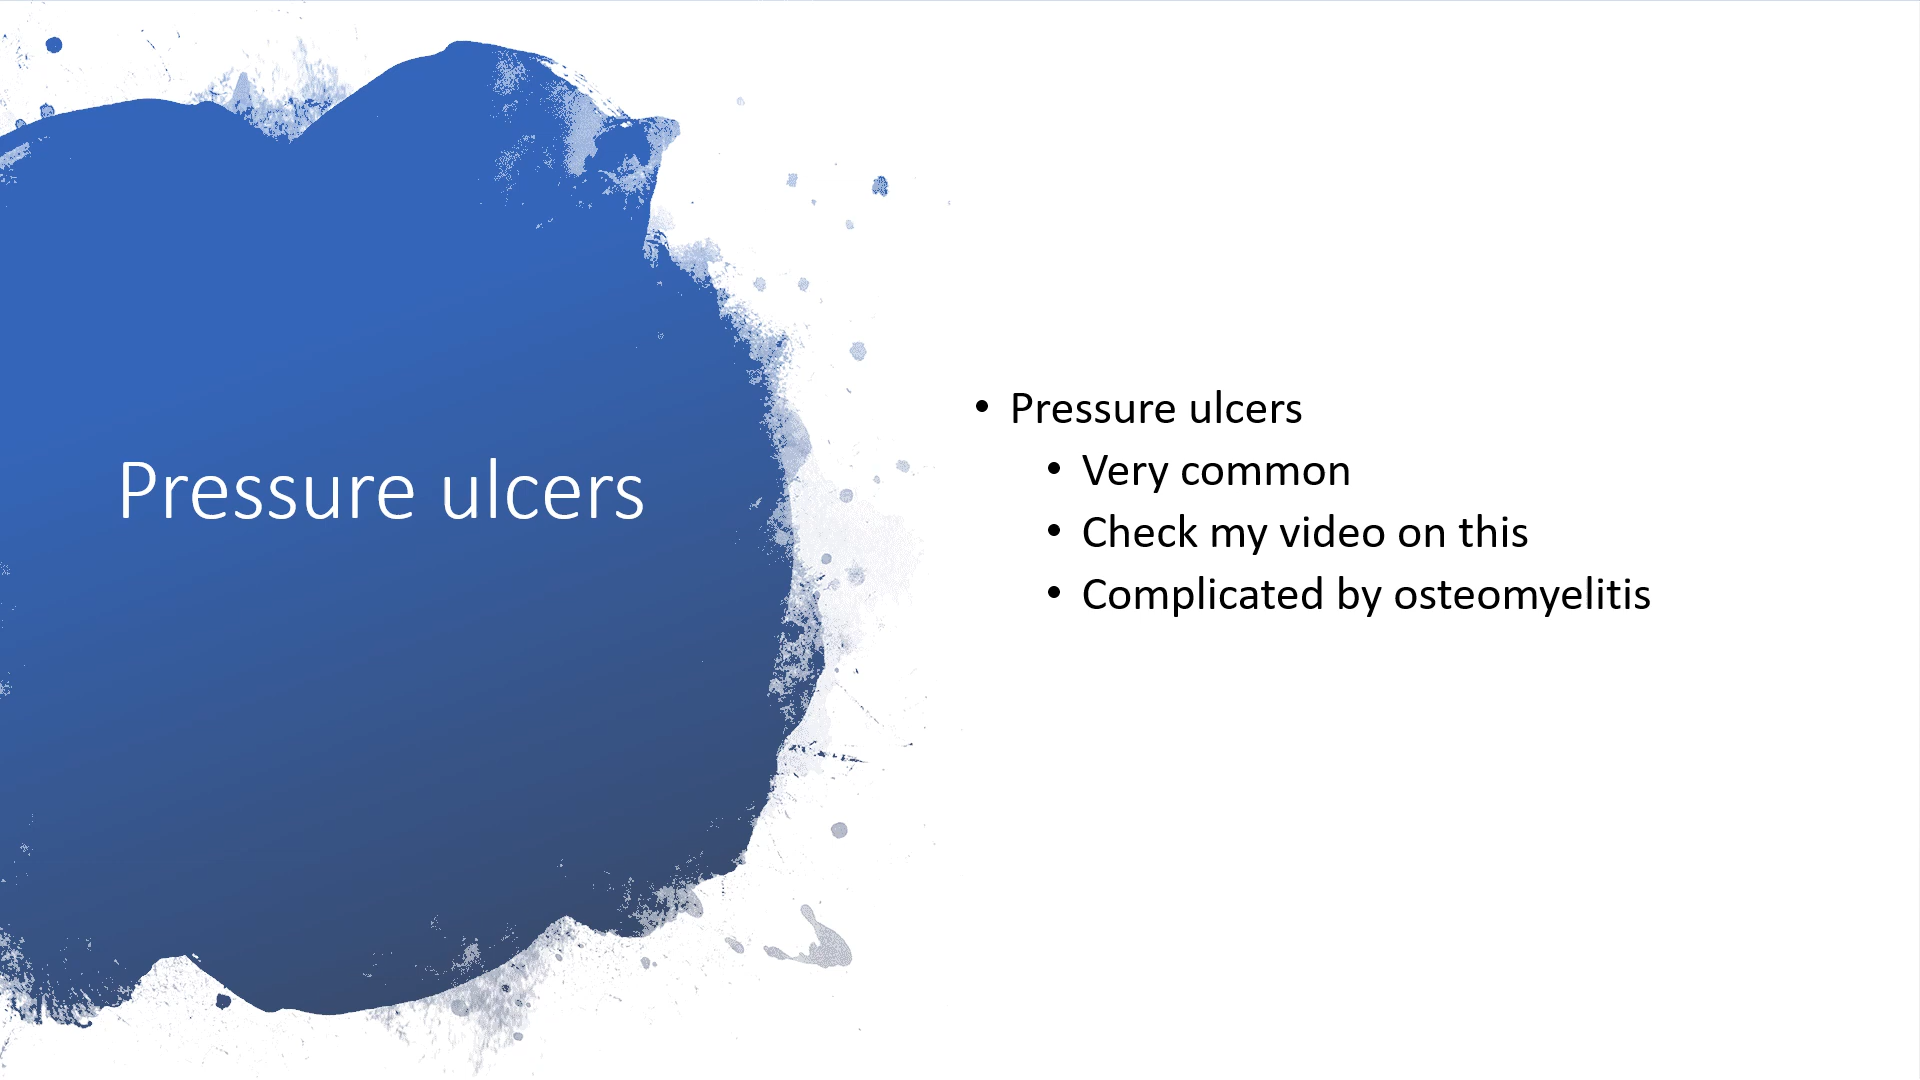 Pressure ulcers
• Pressure ulcers
• Very common
• Check my video on this
• Complicated by osteomyelitis